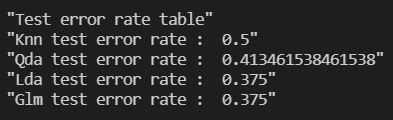 "Test error rate table"
"Knn test error rate :  0.5"
"Qda test error rate :  0.413461538461538"
"Lda test error rate :  0.375"
"Glm test error rate :  0.375"